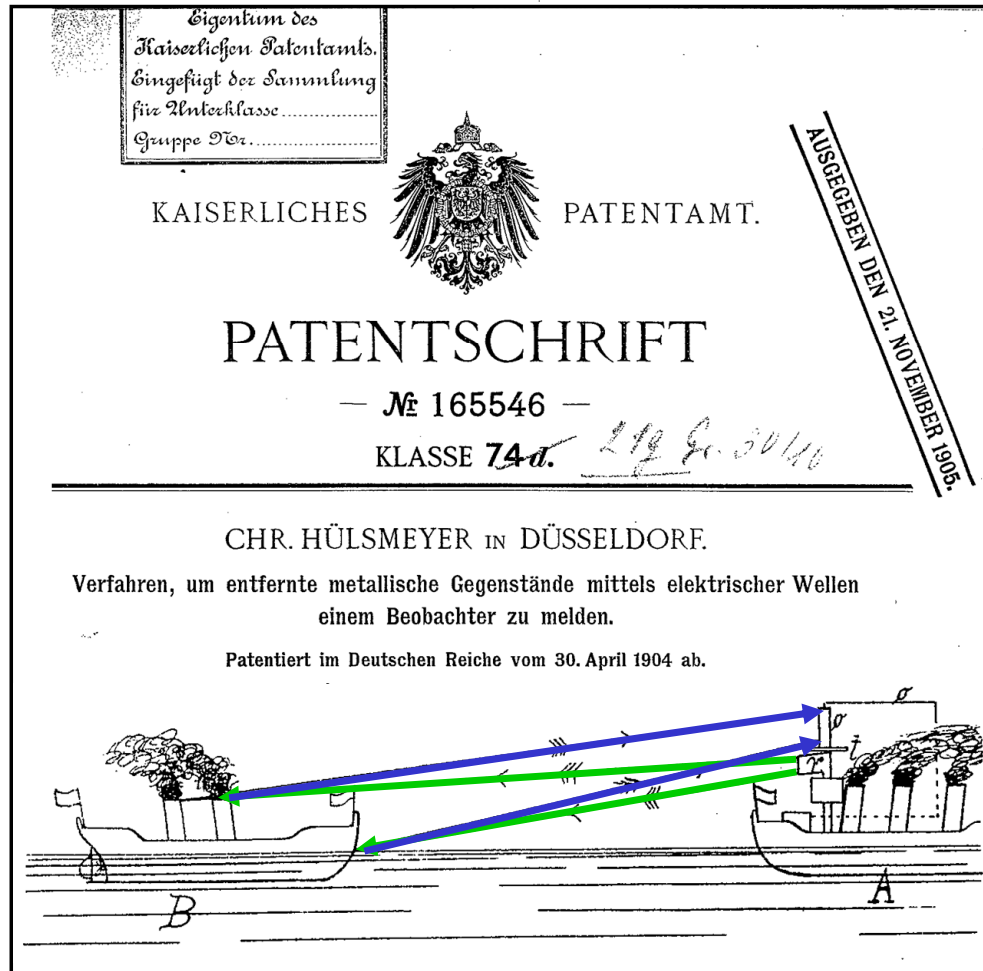 Eigentum des
Kaiserlichen Patentamts.
Eingefügt der Sammlung
für Unterklasse
Gruppe Nr.
KAISERLICHES PATENTAMT.
AUSGEGEBEN DEN 21. NOVEMBER 1905.
PATENTSCHRIFT
— № 165546 —
KLASSE 74d.
CHR. HÜLSMEYER IN DÜSSELDORF.
Verfahren, um entfernte metallische Gegenstände mittels elektrischer Wellen
einem Beobachter zu melden.
Patentiert im Deutschen Reiche vom 30. April 1904 ab.
B
A